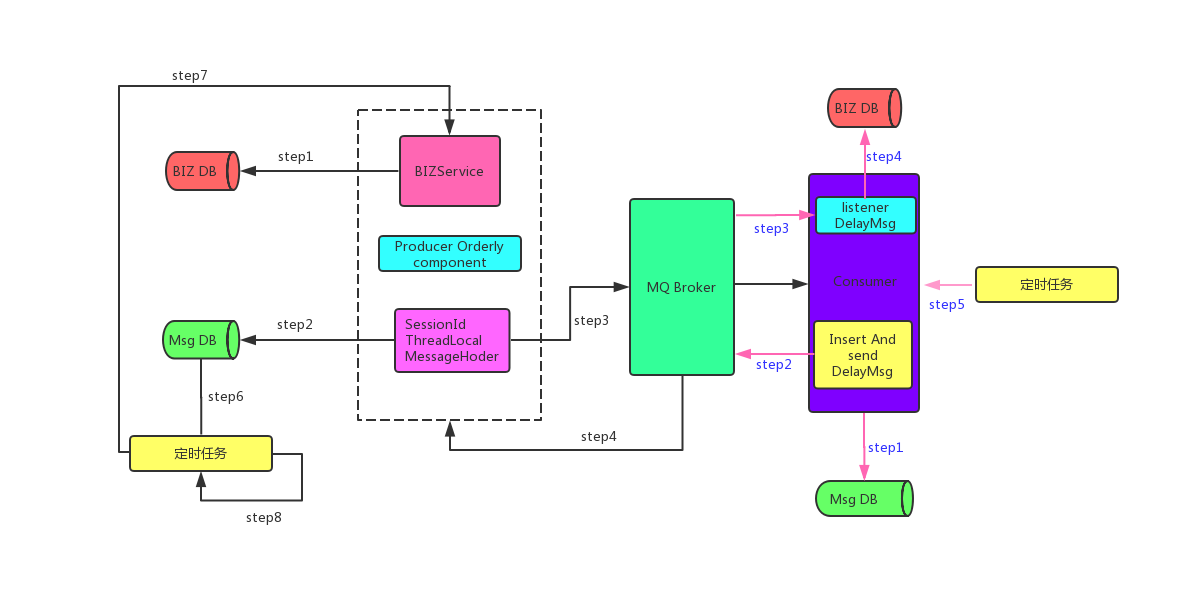 step7
BIZ DB
step1
BIZService
Producer Orderly
component
Msg DB
step2
SessionId
ThreadLocal
MessageHoder
step3
step6
定时任务
step8
step4
MQ Broker
BIZ DB
step4
listener
DelayMsg
step3
Consumer
定时任务
step5
Insert And
send
DelayMsg
step2
step1
Msg DB